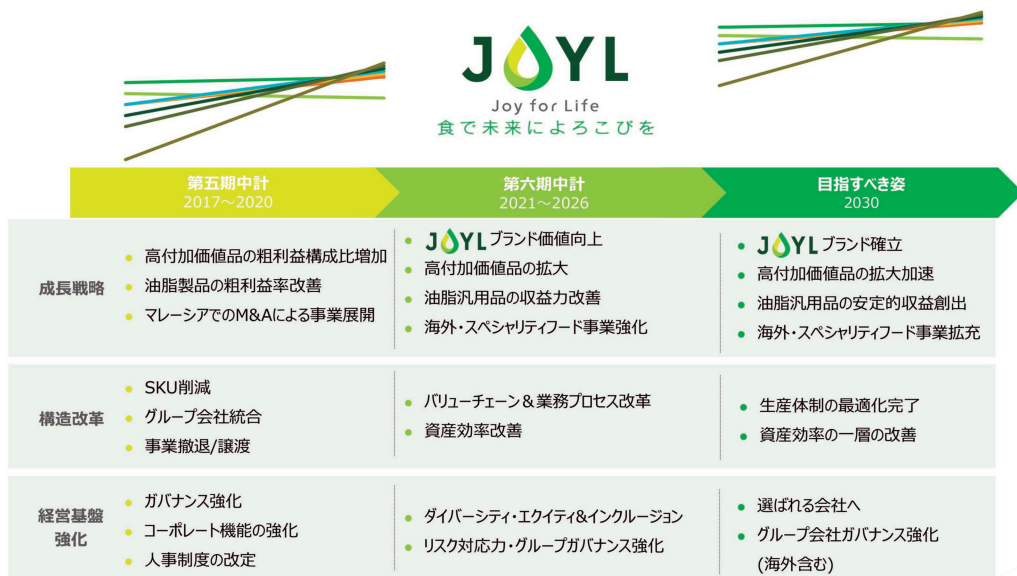 JOYL
Joy for Life
食で未来によろこびを
第五期中計
2017～2020
第六期中計
2021～2026
目指すべき姿
2030
成長戦略
• 高付加価値品の粗利益構成比増加
• 油脂製品の粗利益率改善
• マレーシアでのM&Aによる事業展開
• JOYLブランド価値向上
• 高付加価値品の拡大
• 油脂汎用品の収益力改善
• 海外・スペシャリティフード事業強化
• JOYLブランド確立
• 高付加価値品の拡大加速
• 油脂汎用品の安定的収益創出
• 海外・スペシャリティフード事業拡充
構造改革
• SKU削減
• グループ会社統合
• 事業撤退/譲渡
• バリューチェーン＆業務プロセス改革
• 資産効率改善
• 生産体制の最適化完了
• 資産効率の一層の改善
経営基盤
強化
• ガバナンス強化
• コーポレート機能の強化
• 人事制度の改定
• ダイバーシティ・エクイティ&インクルージョン
• リスク対応力・グループガバナンス強化
• 選ばれる会社へ
• グループ会社ガバナンス強化
(海外含む)